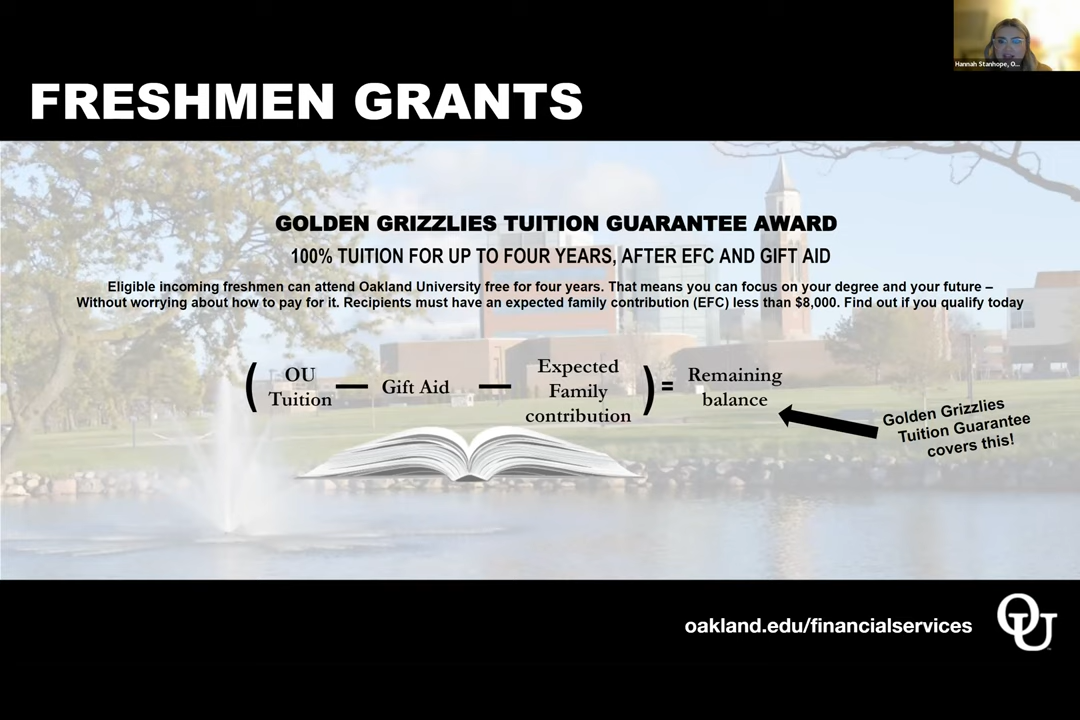 Hannah Stanhope, O...
FRESHMEN GRANTS
GOLDEN GRIZZLIES TUITION GUARANTEE AWARD
100% TUITION FOR UP TO FOUR YEARS, AFTER EFC AND GIFT AID
Eligible incoming freshmen can attend Oakland University free for four years. That means you can focus on your degree and your future –
Without worrying about how to pay for it. Recipients must have an expected family contribution (EFC) less than $8,000. Find out if you qualify today
(
OU
Tuition
—
Gift Aid
—
Expected
Family
contribution
)
=
Remaining
balance
Golden Grizzlies
Tuition Guarantee
covers this!
oakland.edu/financialservices
OU